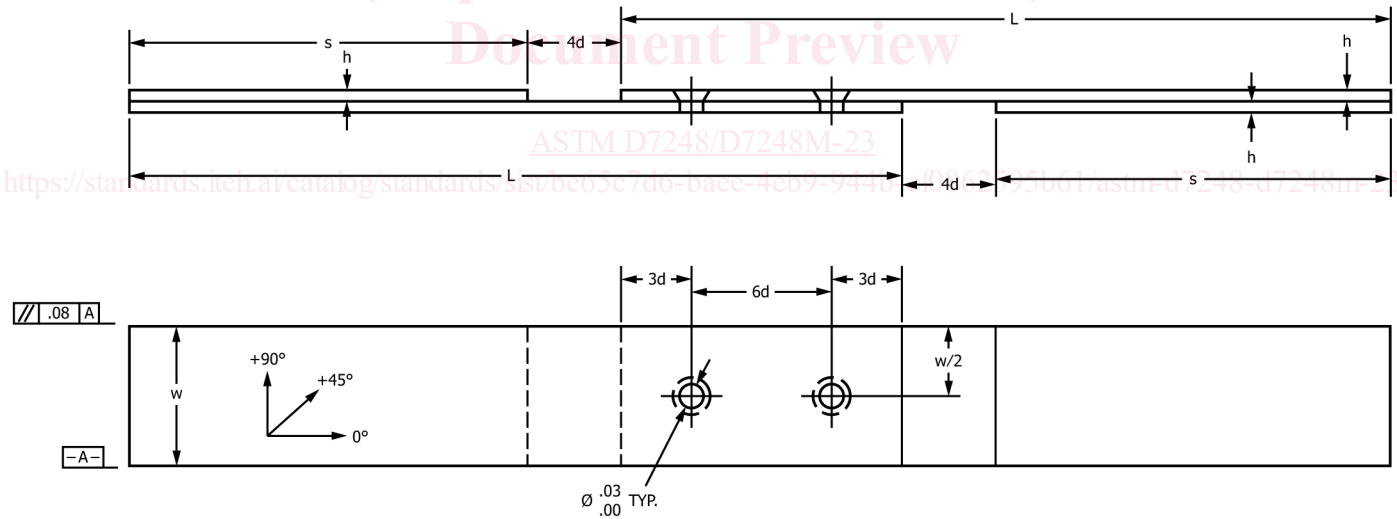 Document Preview
L
s
4d
h
h
ASTM D7248/D7248M-23
h
L
https://standards.iteh.ai/catalog/standards/sist/be65c7d6-baee-4eb9-944b
4d
s
3d
6d
3d
// .08 A
w/2
+90°
+45°
w
0°
-A-
Ø .03 .00 TYP.